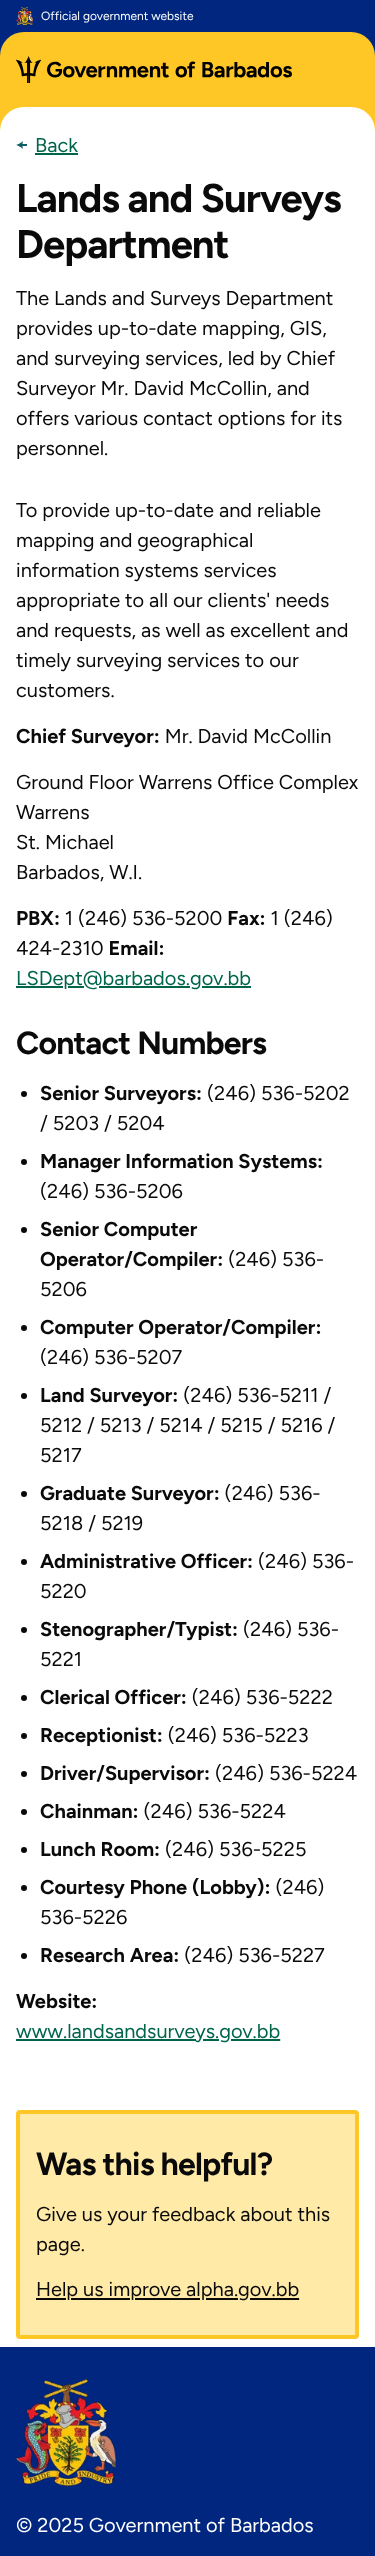 Official government website
Government of Barbados
Back
Lands and Surveys
Department
The Lands and Surveys Department
provides up-to-date mapping, GIS,
and surveying services, led by Chief
Surveyor Mr. David McCollin, and
offers various contact options for its
personnel.
To provide up-to-date and reliable
mapping and geographical
information systems services
appropriate to all our clients' needs
and requests, as well as excellent and
timely surveying services to our
customers.
Chief Surveyor: Mr. David McCollin
Ground Floor Warrens Office Complex
Warrens
St. Michael
Barbados, W.I.
PBX: 1 (246) 536-5200 Fax: 1 (246)
424-2310 Email:
LSDept@barbados.gov.bb
Contact Numbers
Senior Surveyors: (246) 536-5202
/ 5203 / 5204
Manager Information Systems:
(246) 536-5206
Senior Computer
Operator/Compiler: (246) 536-
5206
Computer Operator/Compiler:
(246) 536-5207
Land Surveyor: (246) 536-5211 /
5212 / 5213 / 5214 / 5215 / 5216 /
5217
Graduate Surveyor: (246) 536-
5218 / 5219
Administrative Officer: (246) 536-
5220
Stenographer/Typist: (246) 536-
5221
Clerical Officer: (246) 536-5222
Receptionist: (246) 536-5223
Driver/Supervisor: (246) 536-5224
Chainman: (246) 536-5224
Lunch Room: (246) 536-5225
Courtesy Phone (Lobby): (246)
536-5226
Research Area: (246) 536-5227
Website:
www.landsandsurveys.gov.bb
Was this helpful?
Give us your feedback about this
page.
Help us improve alpha.gov.bb
PRIDE AND INDUSTRY
© 2025 Government of Barbados